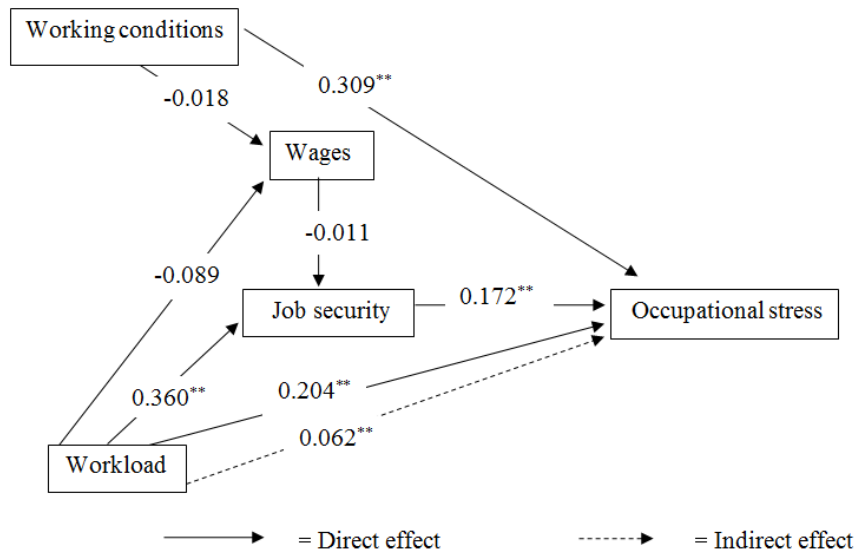 Working conditions
-0.018
0.309**
Wages
-0.011
-0.089
Job security
0.172**
Occupational stress
0.360**
0.204**
0.062**
Workload
= Direct effect
= Indirect effect